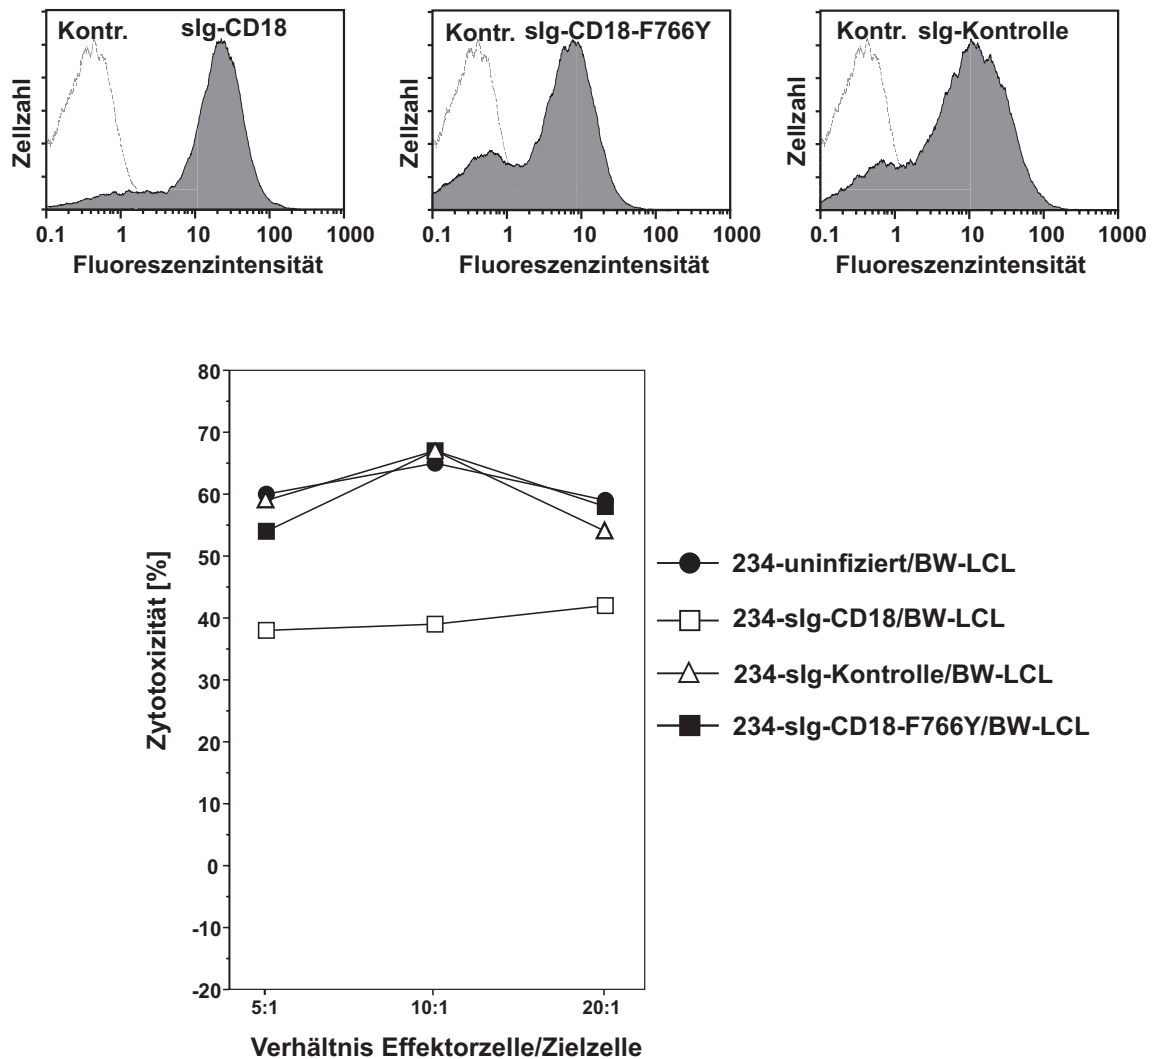 Kontr. sIg-CD18
Zellzahl
0.1 1 10 100 1000
Fluoreszenzintensität
Kontr. sIg-CD18-F766Y
Zellzahl
0.1 1 10 100 1000
Fluoreszenzintensität
Kontr. sIg-Kontrolle
Zellzahl
0.1 1 10 100 1000
Fluoreszenzintensität
Zytotoxizität [%]
80
70
60
50
40
30
20
10
0
-10
-20
5:1 10:1 20:1
Verhältnis Effektorzelle/Zielzelle
234-uninfiziert/BW-LCL
234-sIg-CD18/BW-LCL
234-sIg-Kontrolle/BW-LCL
234-sIg-CD18-F766Y/BW-LCL